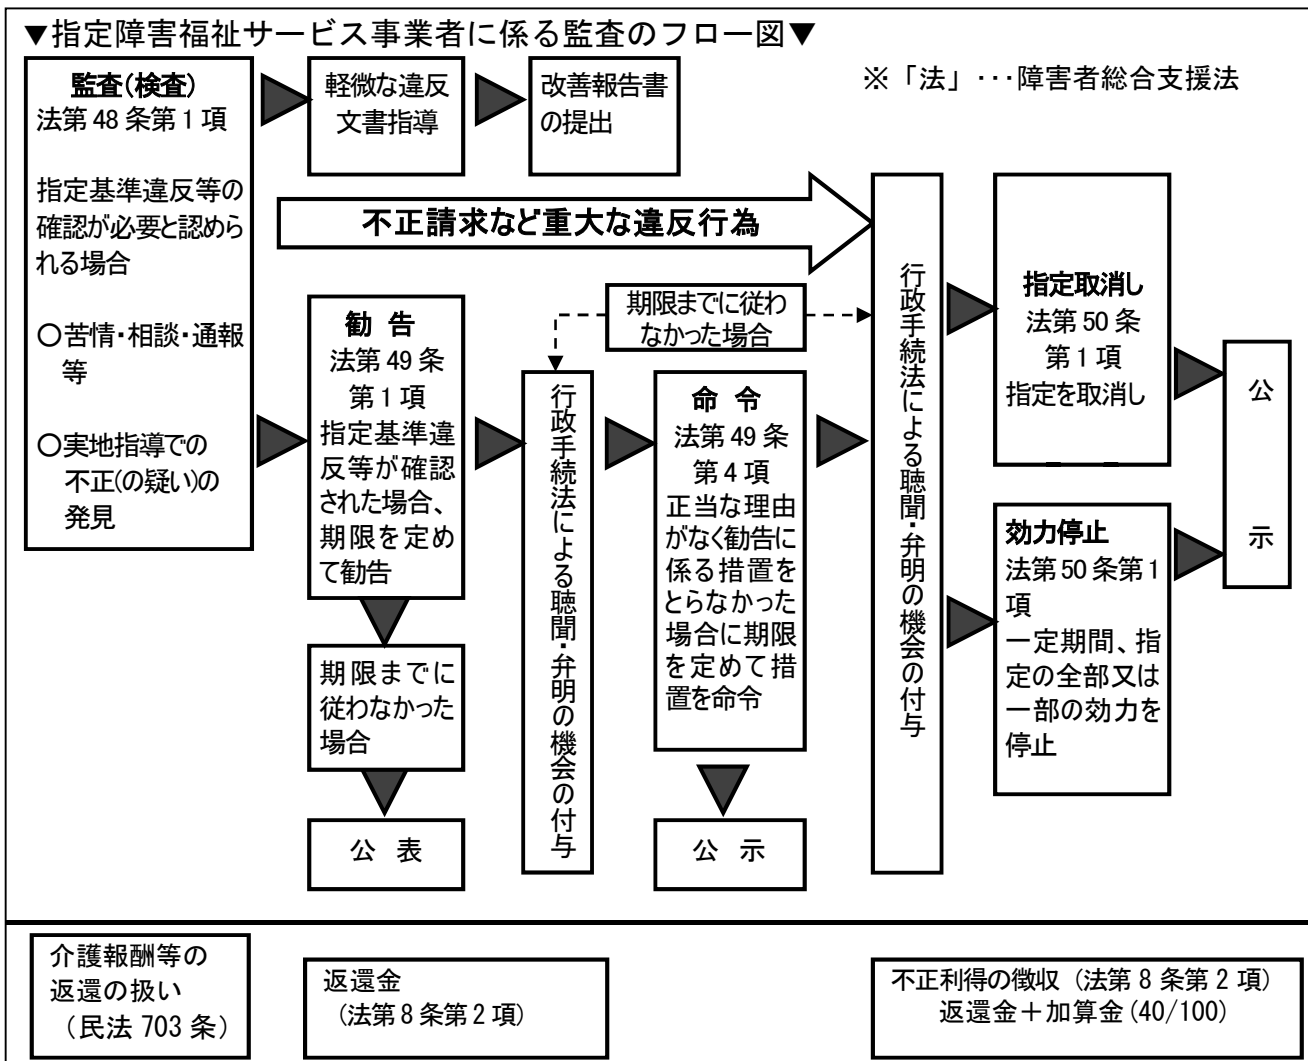 ▼指定障害福祉サービス事業者に係る監査のフロー図▼
※「法」･･･障害者総合支援法
監査(検査)
法第48条第1項
指定基準違反等の
確認が必要と認めら
れる場合
○苦情・相談・通報
等
○実地指導での
不正(の疑い)の
発見
軽微な違反
文書指導
改善報告書
の提出
不正請求など重大な違反行為
勧 告
法第49条
第1項
指定基準違
反等が確認
された場合、
期限を定め
て勧告
期限までに
従わなかった
場合
公 表
行政手続法による聴聞・弁明の機会の付与
期限までに従わ
なかった場合
命 令
法第49条
第4項
正当な理由
がなく勧告に
係る措置を
とらなかった
場合に期限
を定めて措
置を命令
公 示
行政手続法による聴聞・弁明の機会の付与
指定取消し
法第50条
第1項
指定を取消し
効力停止
法第50条第1
項
一定期間、指
定の全部又は
一部の効力を
停止
公
示
介護報酬等の
返還の扱い
(民法703条)
返還金
(法第8条第2項)
不正利得の徴収(法第8条第2項)
返還金+加算金(40/100)